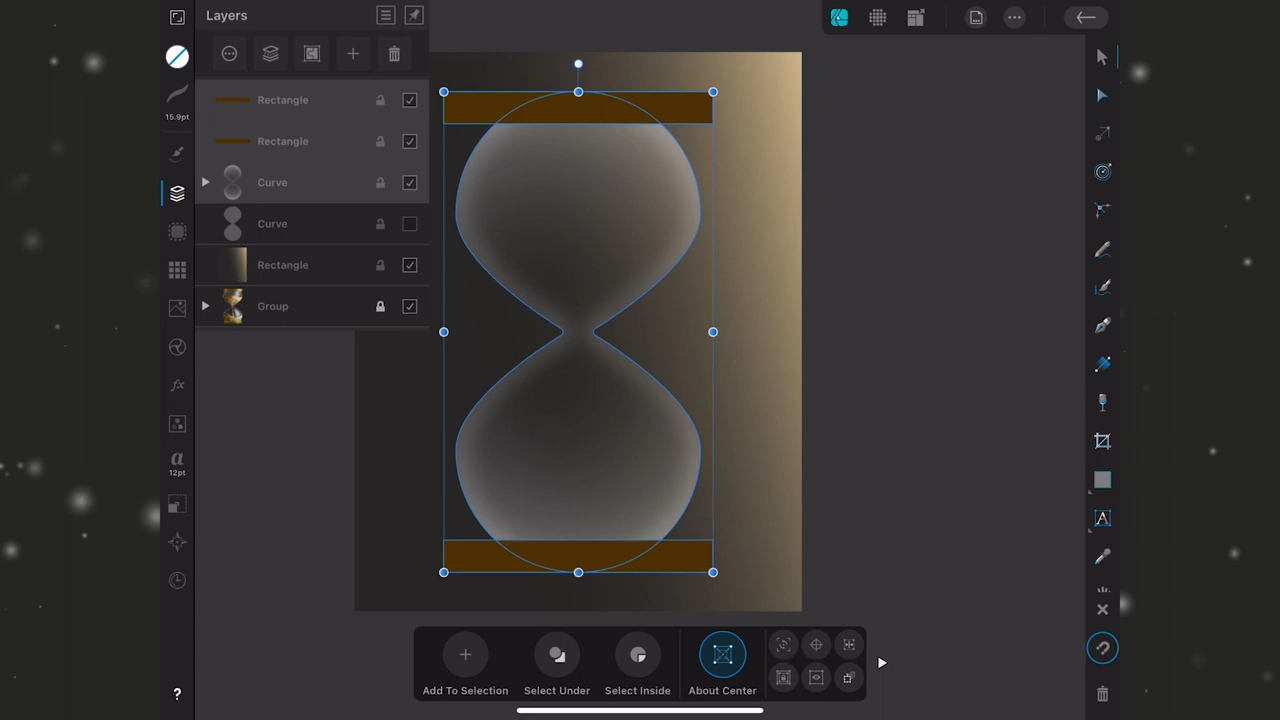 Layers
Rectangle
15.9pt
Rectangle
Curve
Curve
Rectangle
Group
a
12pt
A
fx
?
Add To Selection
Select Under
Select Inside
About Center